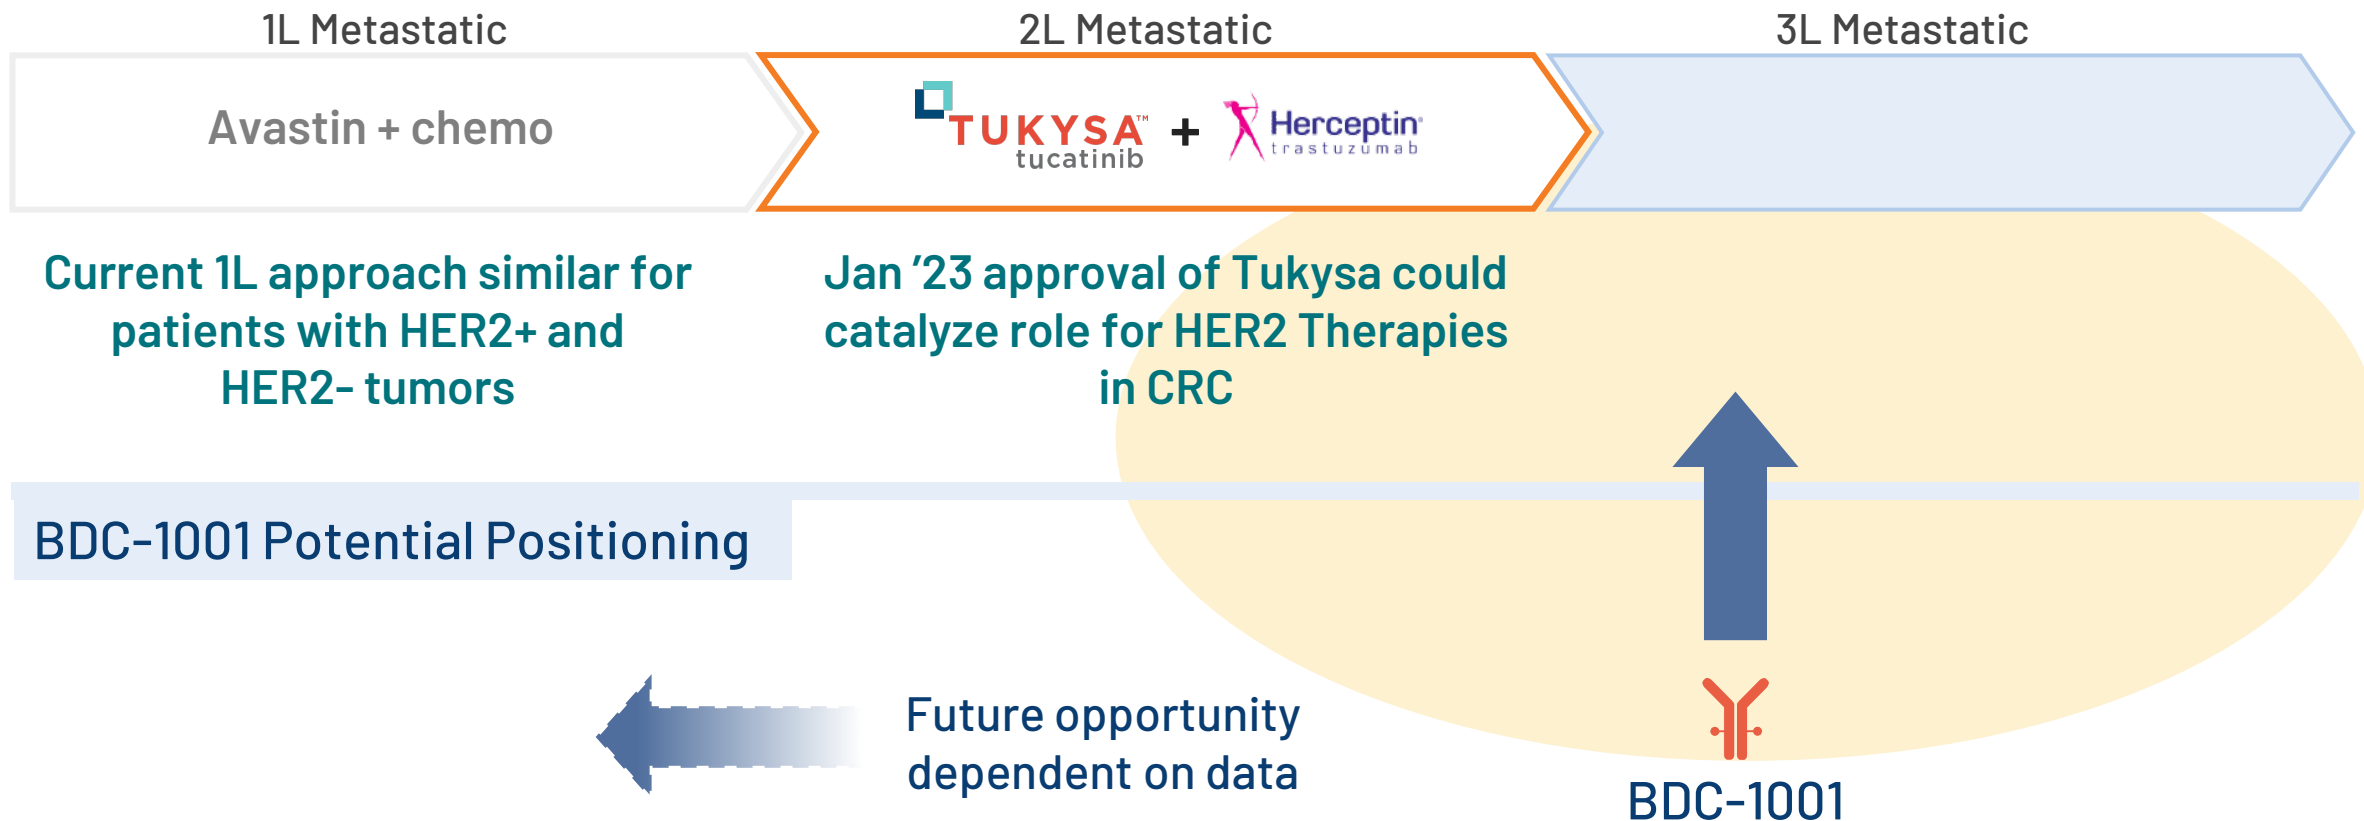 1L Metastatic
2L Metastatic
3L Metastatic
Avastin + chemo
TUKYSA™
tucatinib
+
Herceptin®
trastuzumab
Current 1L approach similar for
patients with HER2+ and
HER2- tumors
Jan ’23 approval of Tukysa could
catalyze role for HER2 Therapies
in CRC
BDC-1001 Potential Positioning
Future opportunity
dependent on data
BDC-1001